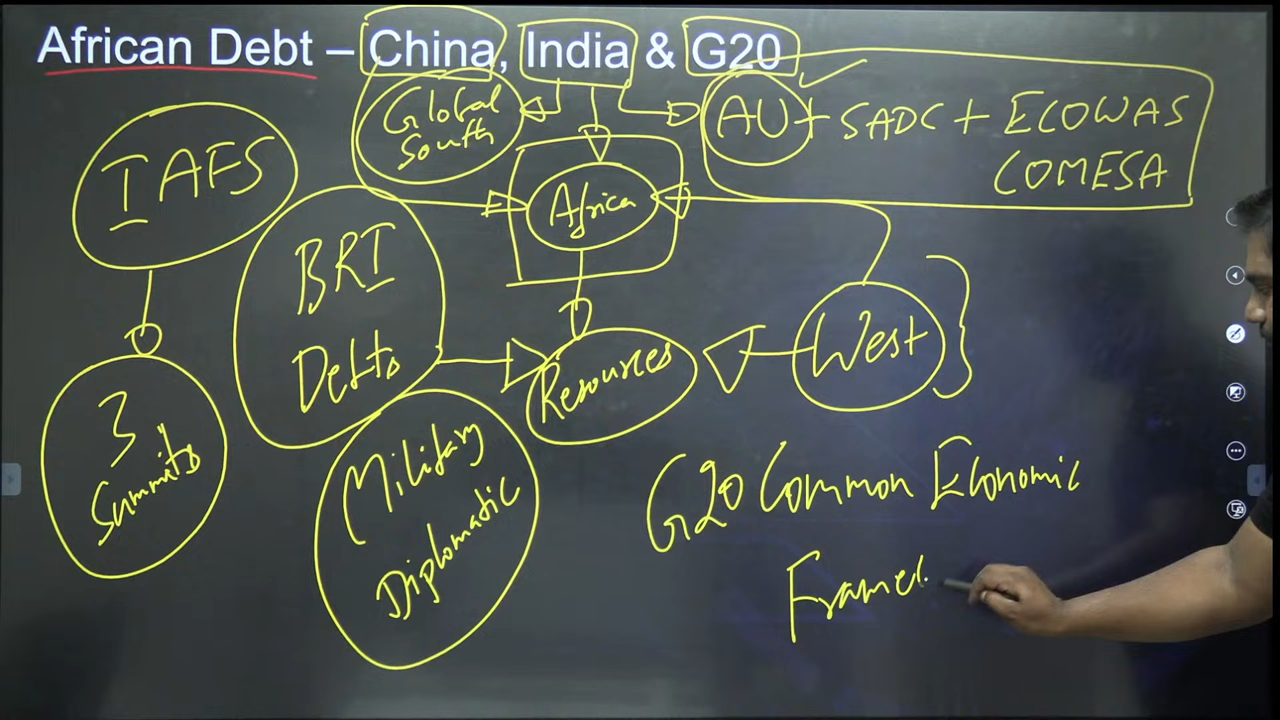 African Debt – China, India & G20
Global
South
AU + SADC + ECOWAS
COMESA
IAFS
Africa
BRI
Debts
3
Summits
Resources
West
Military
Diplomatic
G20 Common Economic
Frame